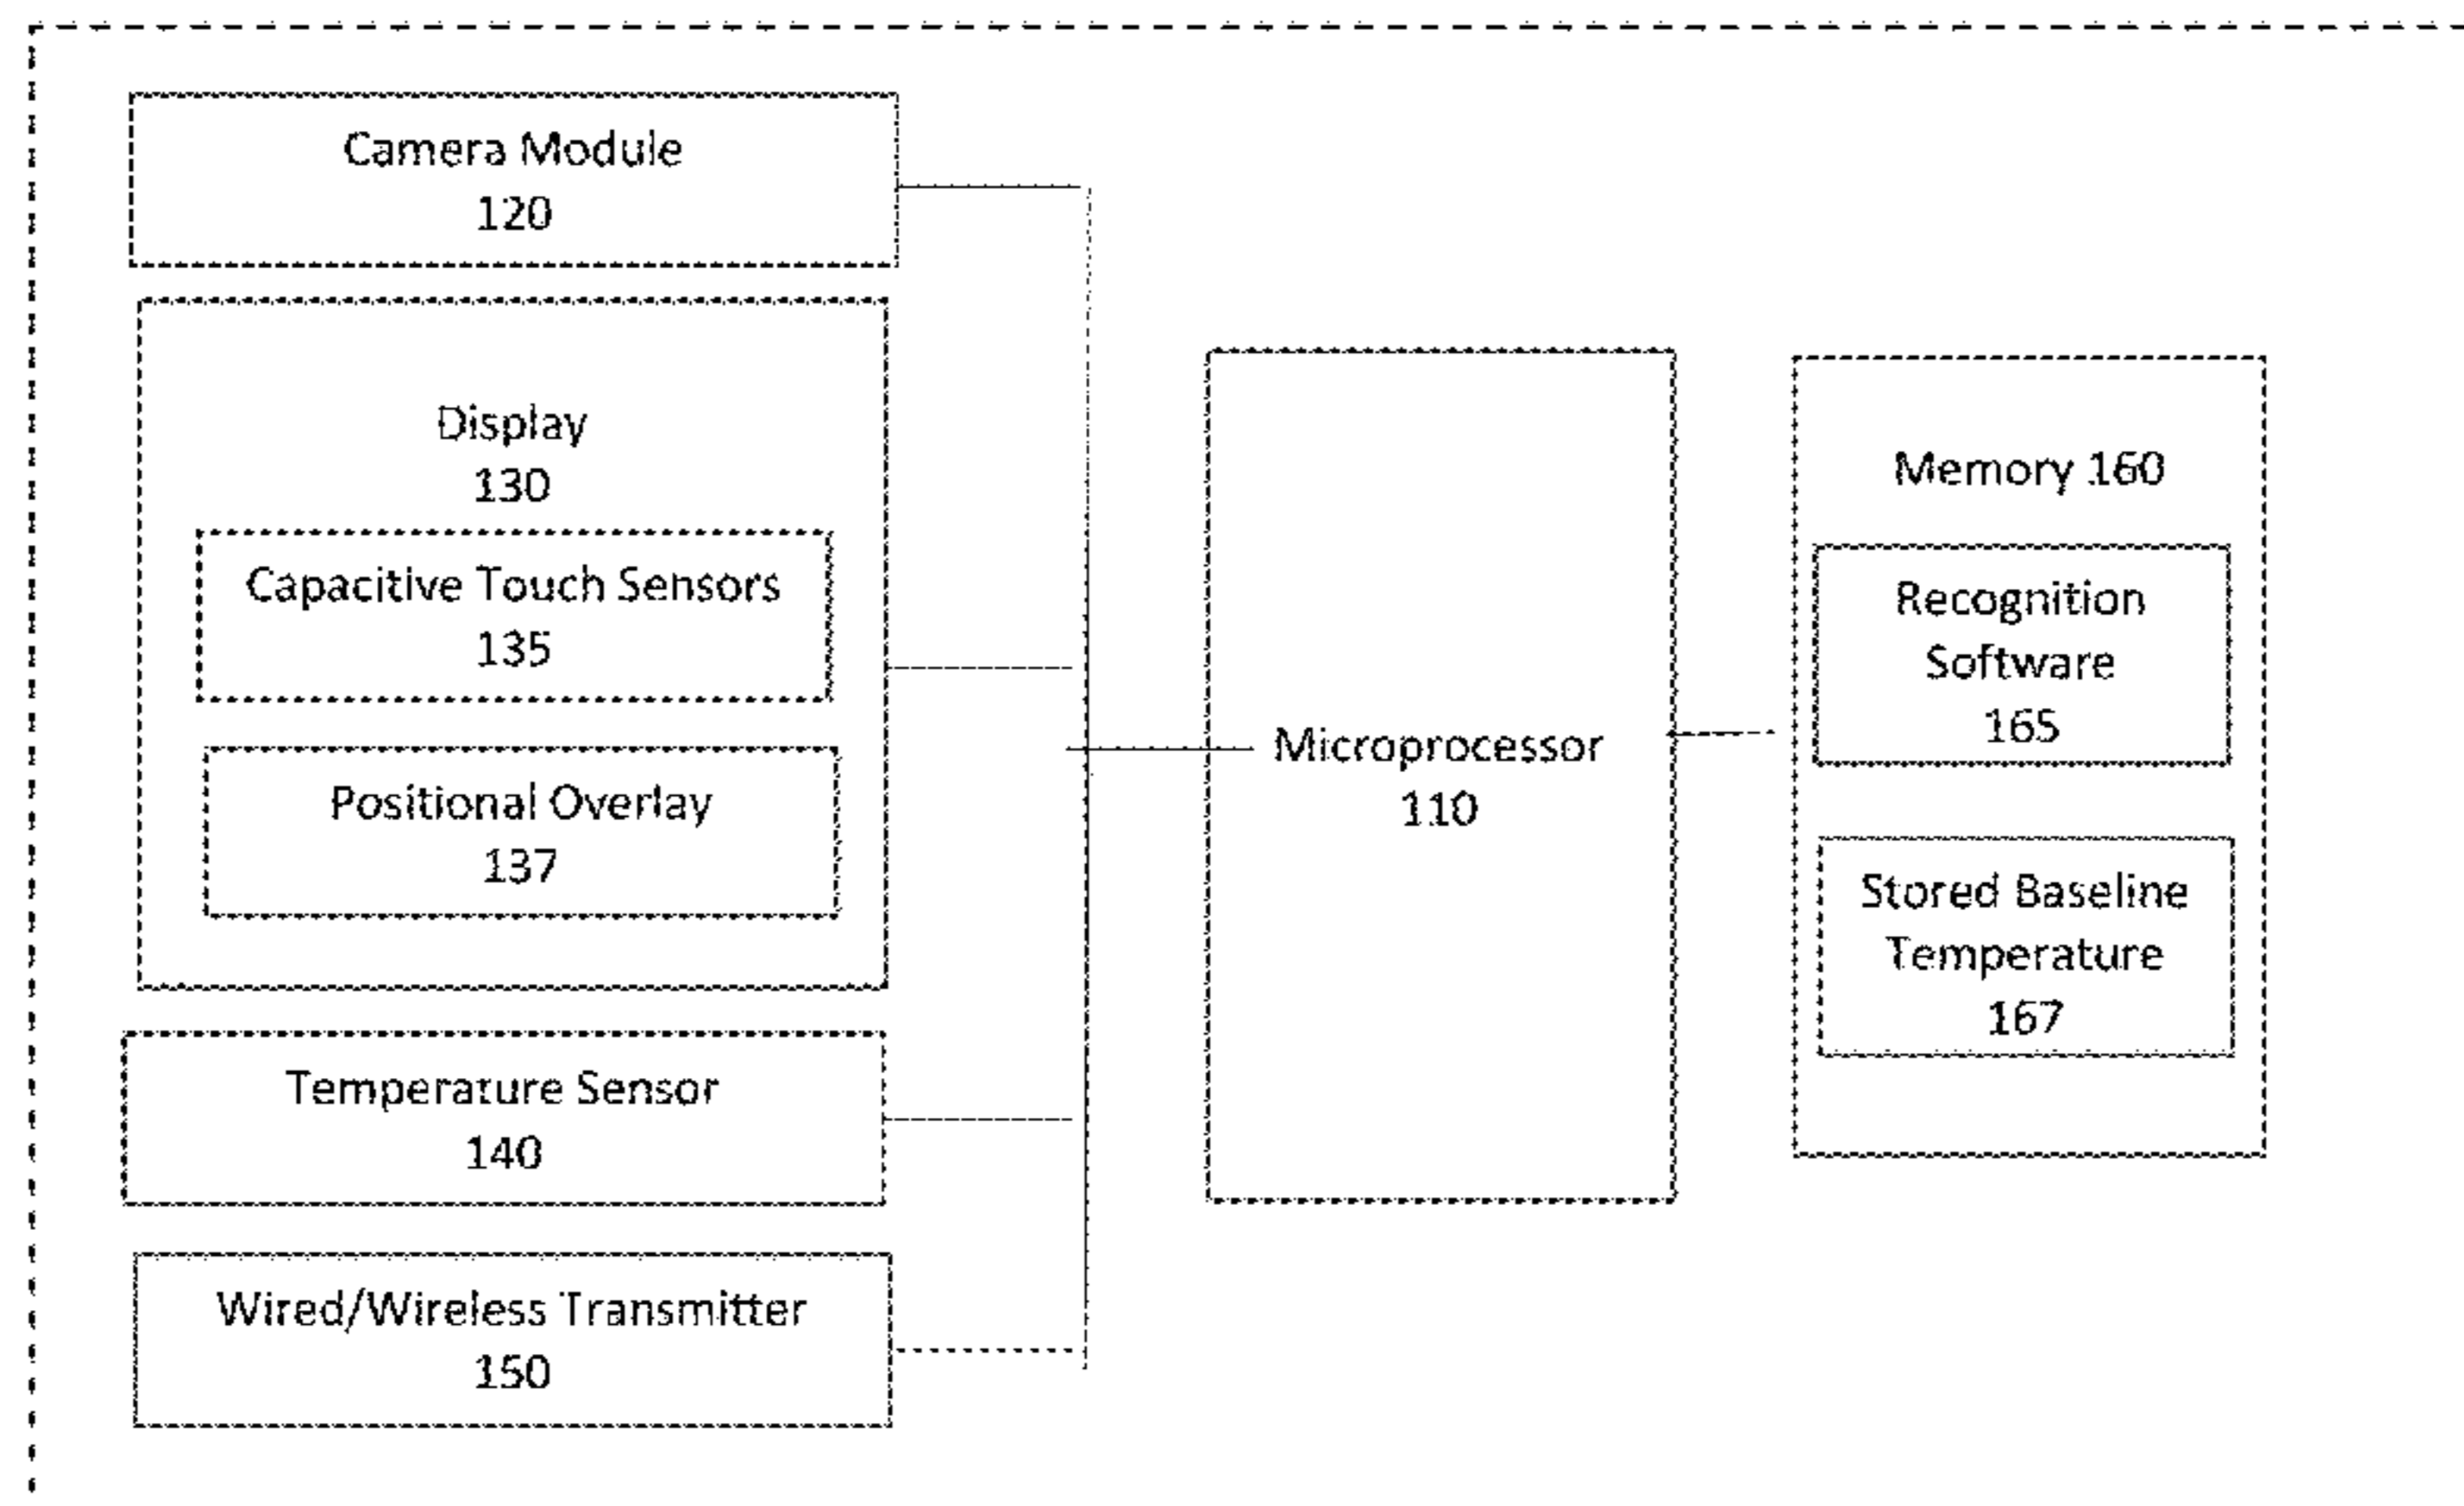 Camera Module
120
Display
130
Capacitive Touch Sensors
135
Positional Overlay
137
Temperature Sensor
140
Wired/Wireless Transmitter
150
Microprocessor
110
Memory 160
Recognition
Software
165
Stored Baseline
Temperature
167